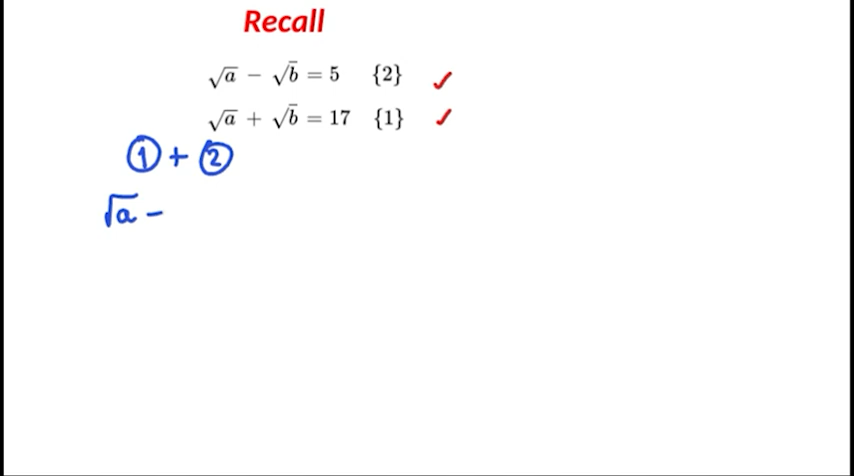 Recall
√a − √b = 5 {2} ✓
√a + √b = 17 {1} ✓
① + ②
√a −